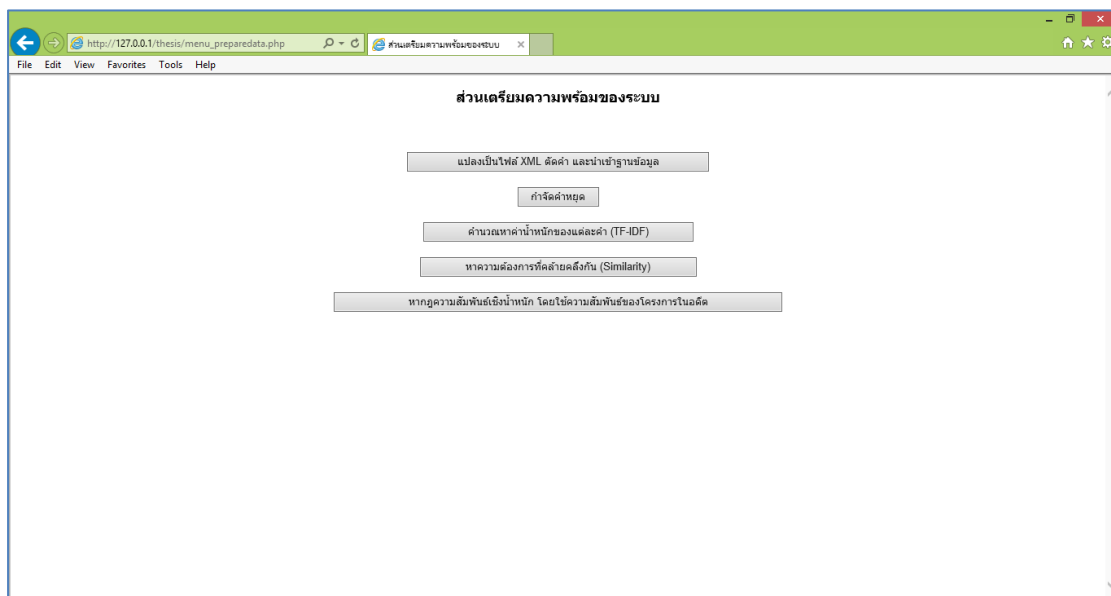 http://127.0.0.1/thesis/menu_preparedata.php
ส่วนเตรียมความพร้อมของระบบ
File Edit View Favorites Tools Help
ส่วนเตรียมความพร้อมของระบบ
แปลงเป็นไฟล์ XML ตัดคำ และนำเข้าฐานข้อมูล
กำจัดคำหยุด
คำนวณหาค่าน้ำหนักของแต่ละคำ (TF-IDF)
หาความต้องการที่คล้ายคลึงกัน (Similarity)
หากฎความสัมพันธ์เชิงน้ำหนัก โดยใช้ความสัมพันธ์ของโครงการในอดีต